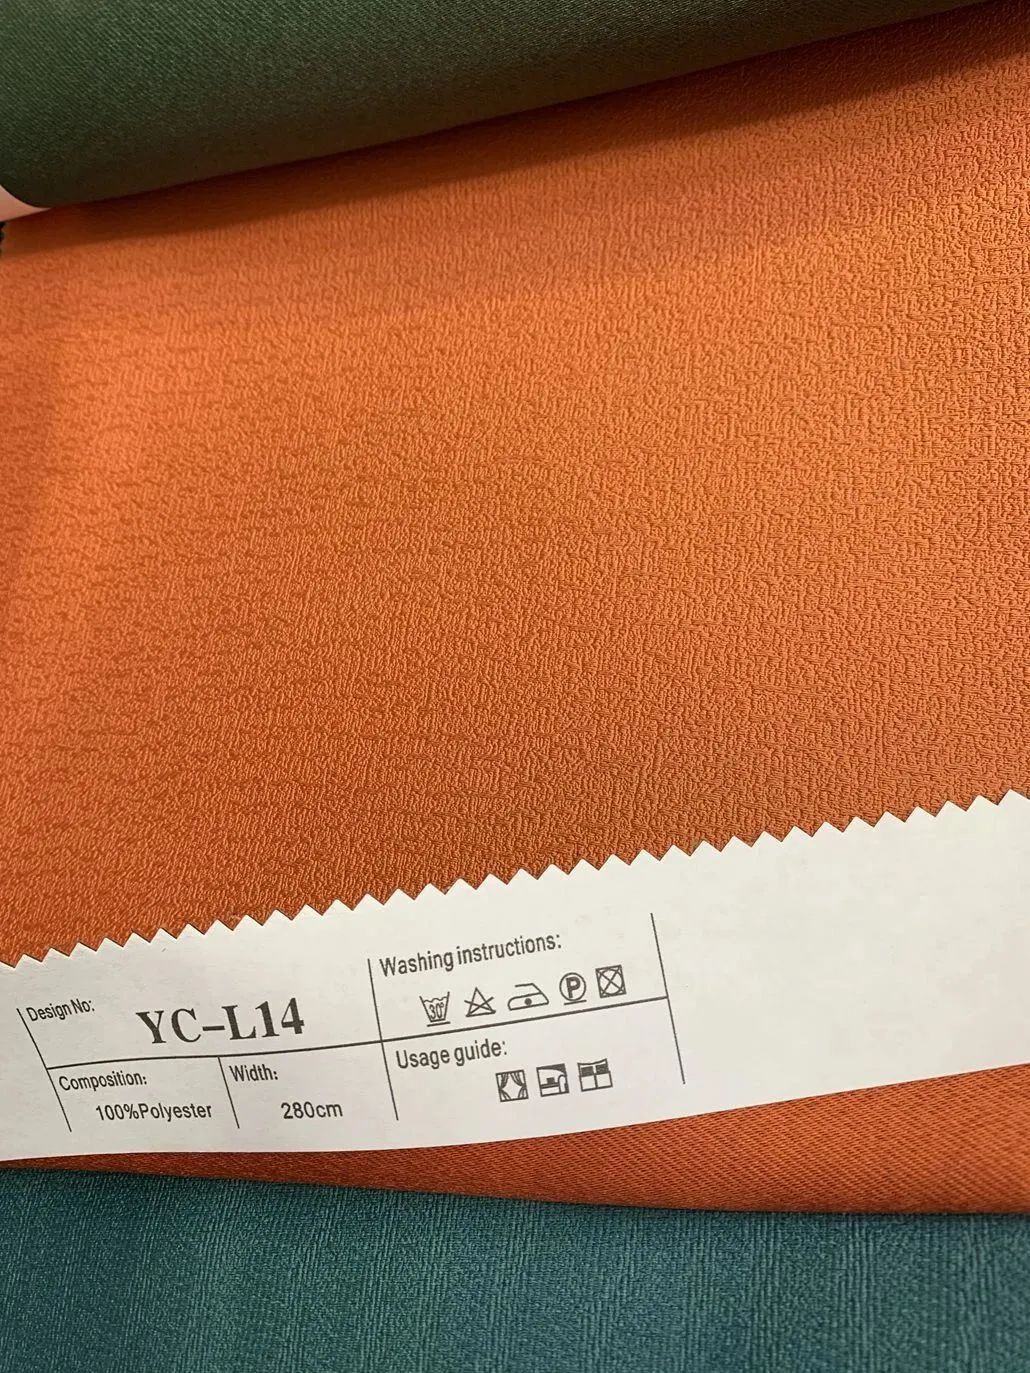 Design No:
YC-L14
Composition:
100%Polyester
Width:
280cm
Washing instructions:
30°
P
Usage guide: